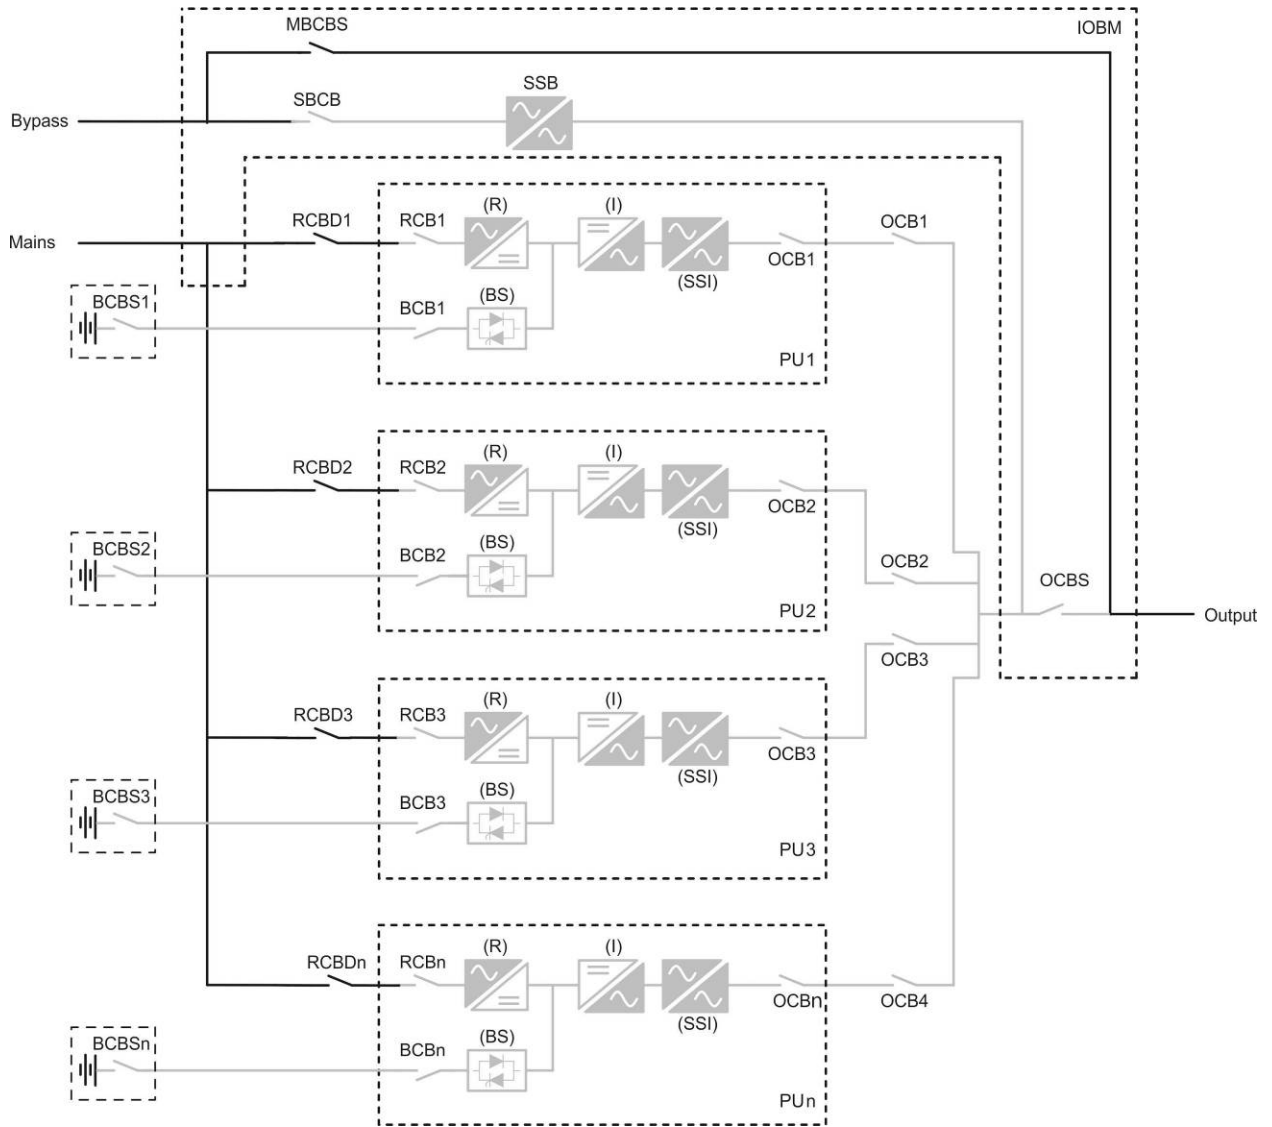 MBCBS
IOBM
SSB
SBCB
Bypass
(R)
(I)
RCBD1
RCB1
OCB1
Mains
OCB1
(SSI)
BCBS1
BCB1
(BS)
PU1
(R)
(I)
RCBD2
RCB2
OCB2
(SSI)
BCBS2
BCB2
(BS)
OCB2
OCBS
PU2
Output
OCB3
(R)
(I)
RCBD3
RCB3
OCB3
(SSI)
BCBS3
BCB3
(BS)
PU3
(R)
(I)
RCBDn
RCBn
OCBn
OCB4
(SSI)
BCBSn
BCBn
(BS)
PUn